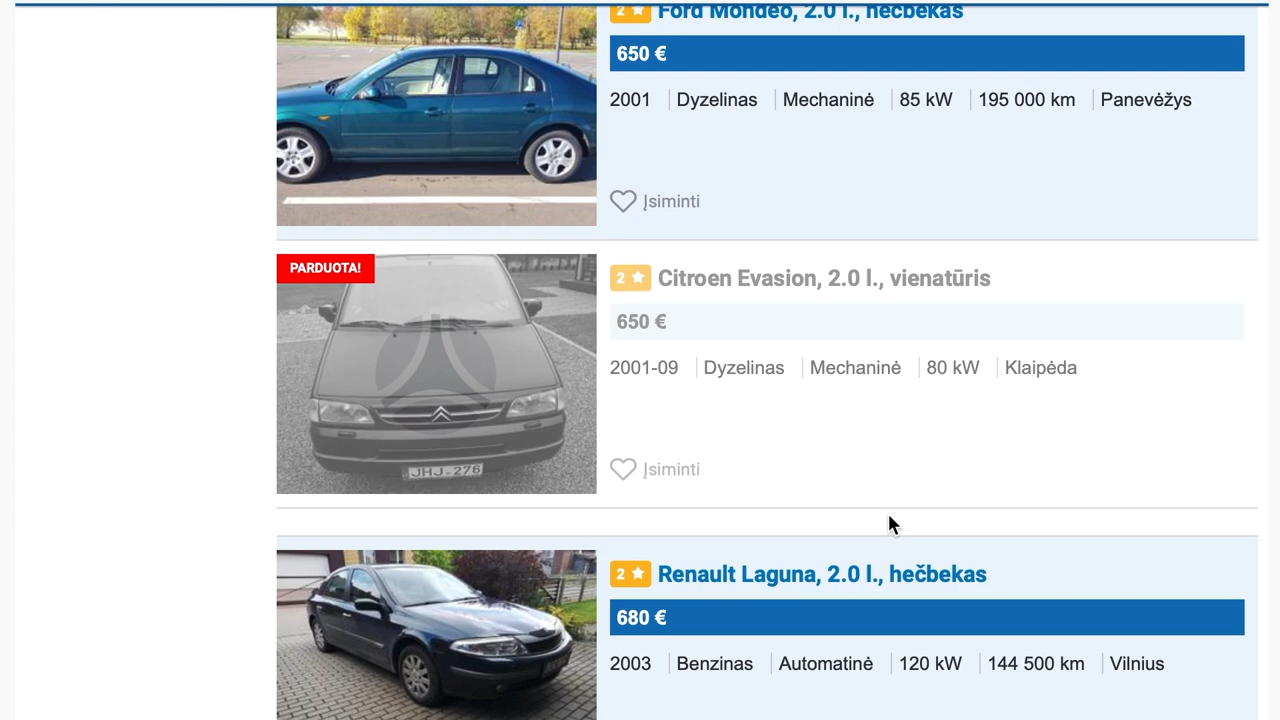 2 Ford Mondeo, 2.0 l., hečbekas
650 €
2001 Dyzelinas Mechaninė 85 kW 195 000 km Panevėžys
Įsiminti
PARDUOTA!
2 Citroen Evasion, 2.0 l., vienatūris
650 €
2001-09 Dyzelinas Mechaninė 80 kW Klaipėda
JHJ-276
Įsiminti
2 Renault Laguna, 2.0 l., hečbekas
680 €
2003 Benzinas Automatinė 120 kW 144 500 km Vilnius